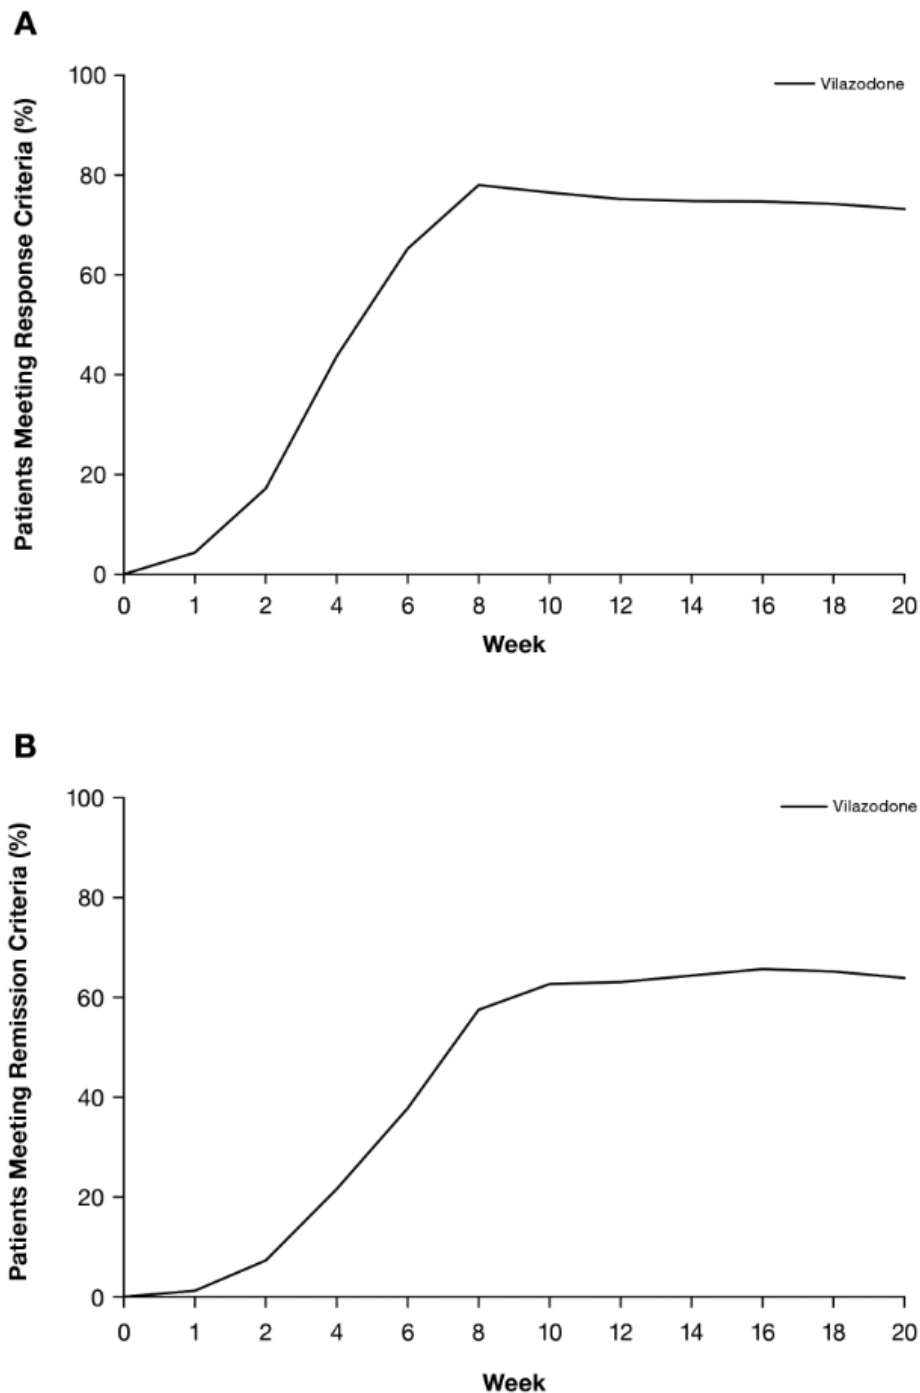 A
Vilazodone
Patients Meeting Response Criteria (%)
100
80
60
40
20
0
0 1 2 4 6 8 10 12 14 16 18 20
Week
B
Vilazodone
Patients Meeting Remission Criteria (%)
100
80
60
40
20
0
0 1 2 4 6 8 10 12 14 16 18 20
Week